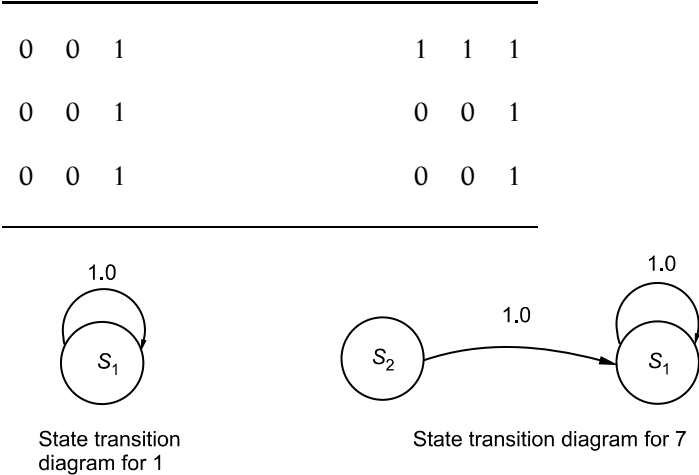 0 0 1 1 1 1
0 0 1 0 0 1
0 0 1 0 0 1
1.0 1.0
1.0
S₁ S₂ S₁
State transition diagram for 7
State transition
diagram for 1